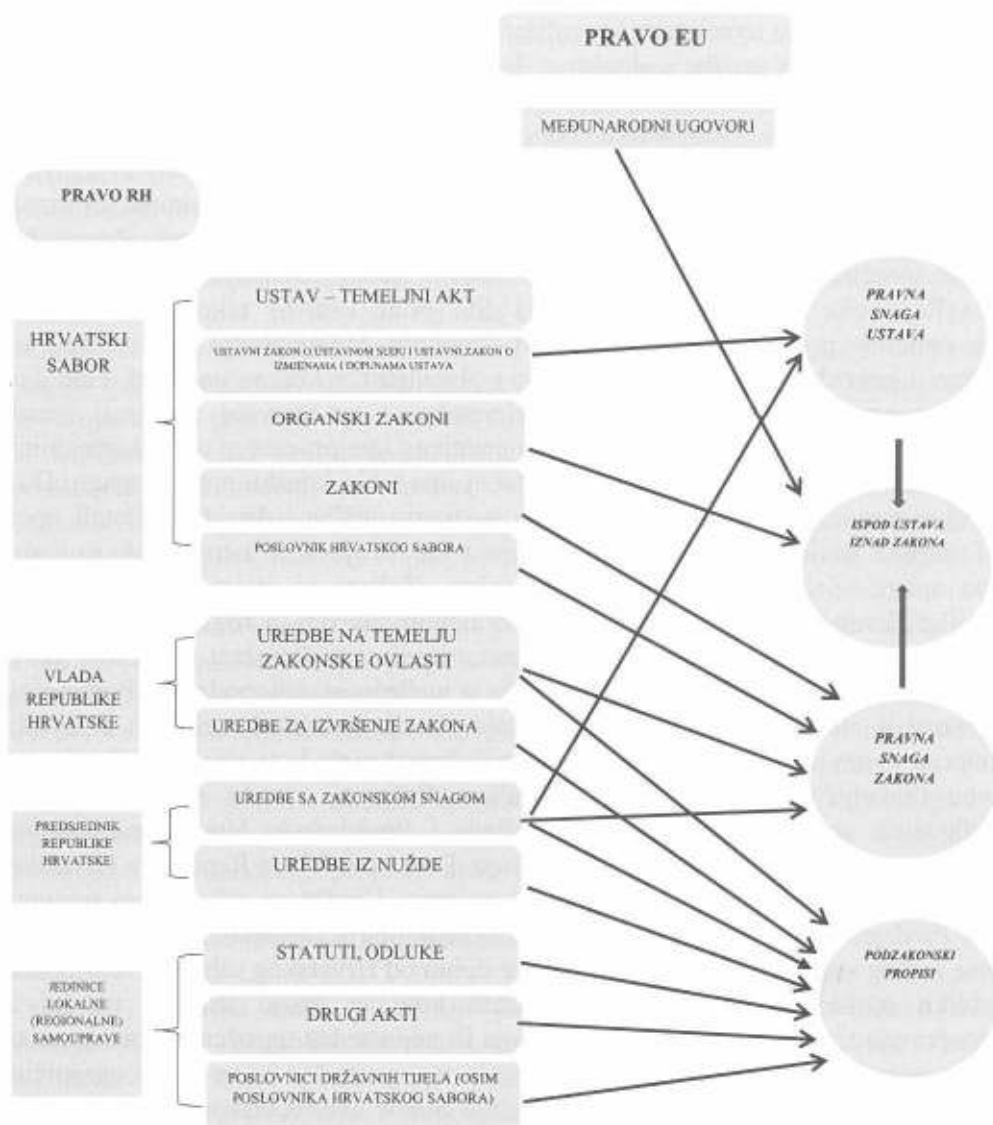 PRAVO EU
MEĐUNARODNI UGOVORI
PRAVO RH
HRVATSKI
SABOR
USTAV – TEMELJNI AKT
USTAVNI ZAKON O USTAVNOM SUDU I USTAVNI ZAKON O
IZMJENAMA I DOPUNAMA USTAVA
ORGANSKI ZAKONI
ZAKONI
POSLOVNIK HRVATSKOG SABORA
VLADA
REPUBLIKE
HRVATSKE
UREDBE NA TEMELJU
ZAKONSKE OVLASTI
UREDBE ZA IZVRŠENJE ZAKONA
PREDSJEDNIK
REPUBLIKE
HRVATSKE
UREDBE SA ZAKONSKOM SNAGOM
UREDBE IZ NUŽDE
JEDINICE
LOKALNE
(REGIONALNE)
SAMOUPRAVE
STATUTI, ODLUKE
DRUGI AKTI
POSLOVNICI DRŽAVNIH TIJELA (OSIM
POSLOVNIKA HRVATSKOG SABORA)
PRAVNA
SNAGA
USTAVA
ISPOD USTAVA
IZNAD ZAKONA
PRAVNA
SNAGA
ZAKONA
PODZAKONSKI
PROPISI